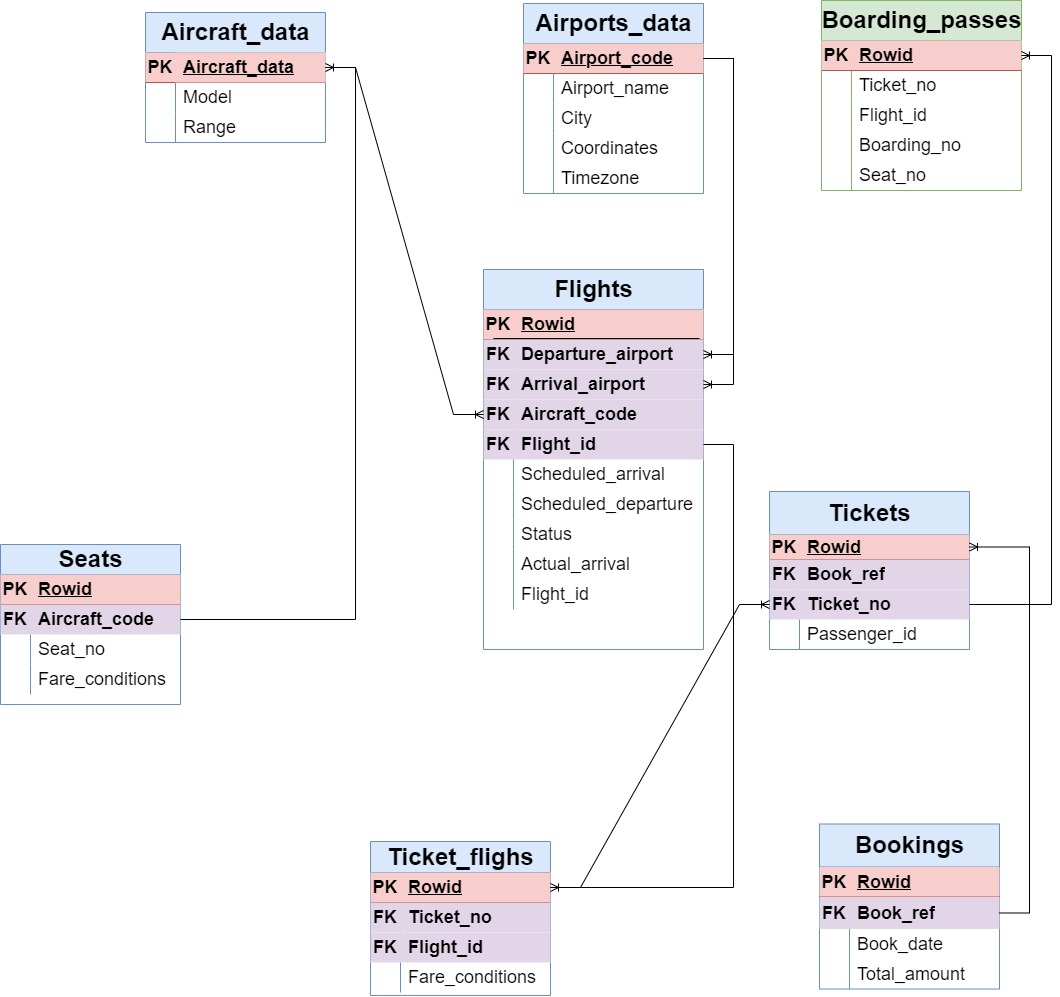 Aircraft_data
PK Aircraft_data
Model
Range
Airports_data
PK Airport_code
Airport_name
City
Coordinates
Timezone
Boarding_passes
PK Rowid
Ticket_no
Flight_id
Boarding_no
Seat_no
Flights
PK Rowid
FK Departure_airport
FK Arrival_airport
FK Aircraft_code
FK Flight_id
Scheduled_arrival
Scheduled_departure
Status
Actual_arrival
Flight_id
Seats
PK Rowid
FK Aircraft_code
Seat_no
Fare_conditions
Tickets
PK Rowid
FK Book_ref
FK Ticket_no
Passenger_id
Ticket_flighs
PK Rowid
FK Ticket_no
FK Flight_id
Fare_conditions
Bookings
PK Rowid
FK Book_ref
Book_date
Total_amount